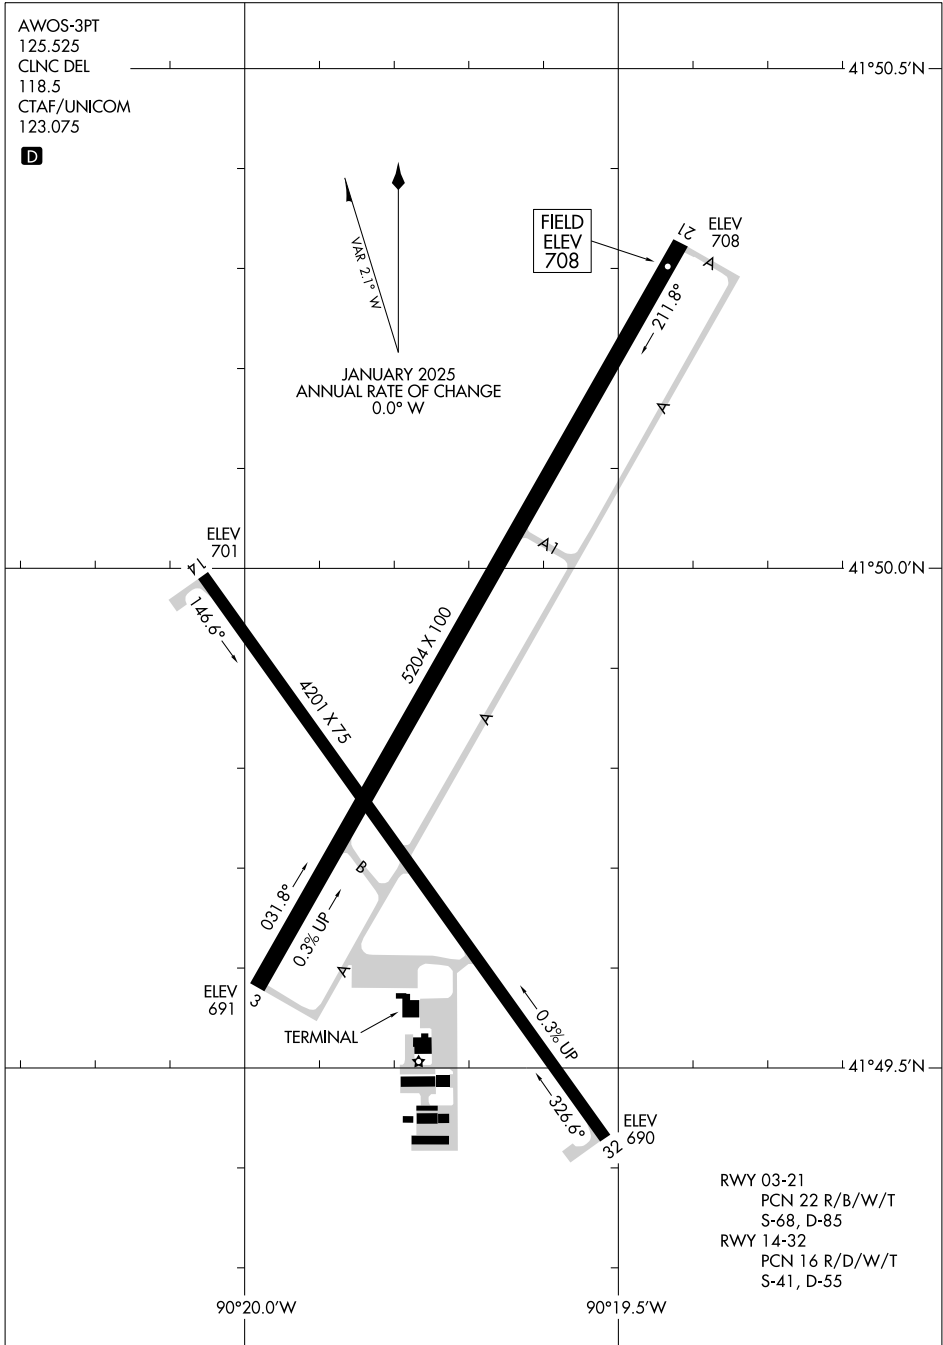 AWOS-3PT
125.525
CLNC DEL
118.5
CTAF/UNICOM
123.075
D
41°50.5'N
VAR 2.1° W
JANUARY 2025
ANNUAL RATE OF CHANGE
0.0° W
FIELD
ELEV
708
21
ELEV
708
A
211.8°
A
A1
ELEV
701
14
41°50.0'N
146.6°
5204 X 100
4201 X 75
A
B
031.8°
0.3% UP
A
ELEV
691
3
TERMINAL
0.3% UP
41°49.5'N
326.6°
ELEV
690
32
RWY 03-21
PCN 22 R/B/W/T
S-68, D-85
RWY 14-32
PCN 16 R/D/W/T
S-41, D-55
90°20.0'W
90°19.5'W